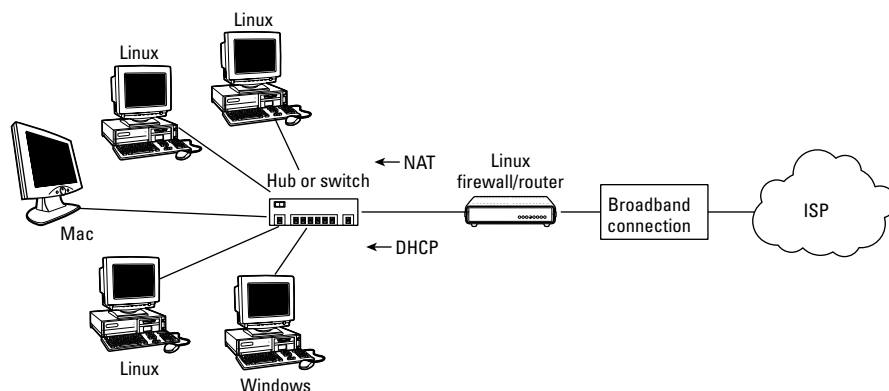 Linux
Linux
Hub or switch
← NAT
Linux
firewall/router
Broadband
connection
ISP
Mac
← DHCP
Linux
Windows